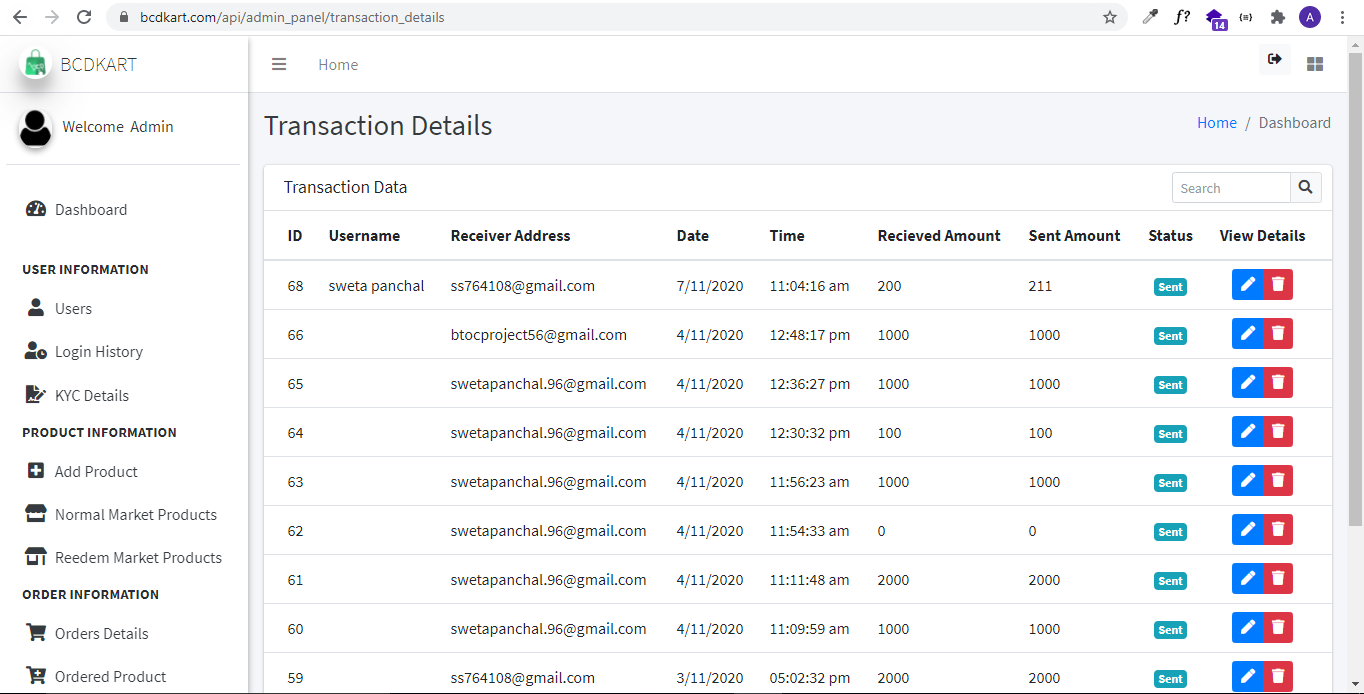 bcdkart.com/api/admin_panel/transaction_details
f?
14
A
BCDKART
Home
Welcome Admin
Transaction Details
Home / Dashboard
Transaction Data
Search
Dashboard
USER INFORMATION
Users
Login History
KYC Details
PRODUCT INFORMATION
Add Product
Normal Market Products
Reedem Market Products
ORDER INFORMATION
Orders Details
Ordered Product
ID Username Receiver Address Date Time Recieved Amount Sent Amount Status View Details
68 sweta panchal ss764108@gmail.com 7/11/2020 11:04:16 am 200 211 Sent
66 btocproject56@gmail.com 4/11/2020 12:48:17 pm 1000 1000 Sent
65 swetapanchal.96@gmail.com 4/11/2020 12:36:27 pm 1000 1000 Sent
64 swetapanchal.96@gmail.com 4/11/2020 12:30:32 pm 100 100 Sent
63 swetapanchal.96@gmail.com 4/11/2020 11:56:23 am 1000 1000 Sent
62 swetapanchal.96@gmail.com 4/11/2020 11:54:33 am 0 0 Sent
61 swetapanchal.96@gmail.com 4/11/2020 11:11:48 am 2000 2000 Sent
60 swetapanchal.96@gmail.com 4/11/2020 11:09:59 am 1000 1000 Sent
59 ss764108@gmail.com 3/11/2020 05:02:32 pm 2000 2000 Sent